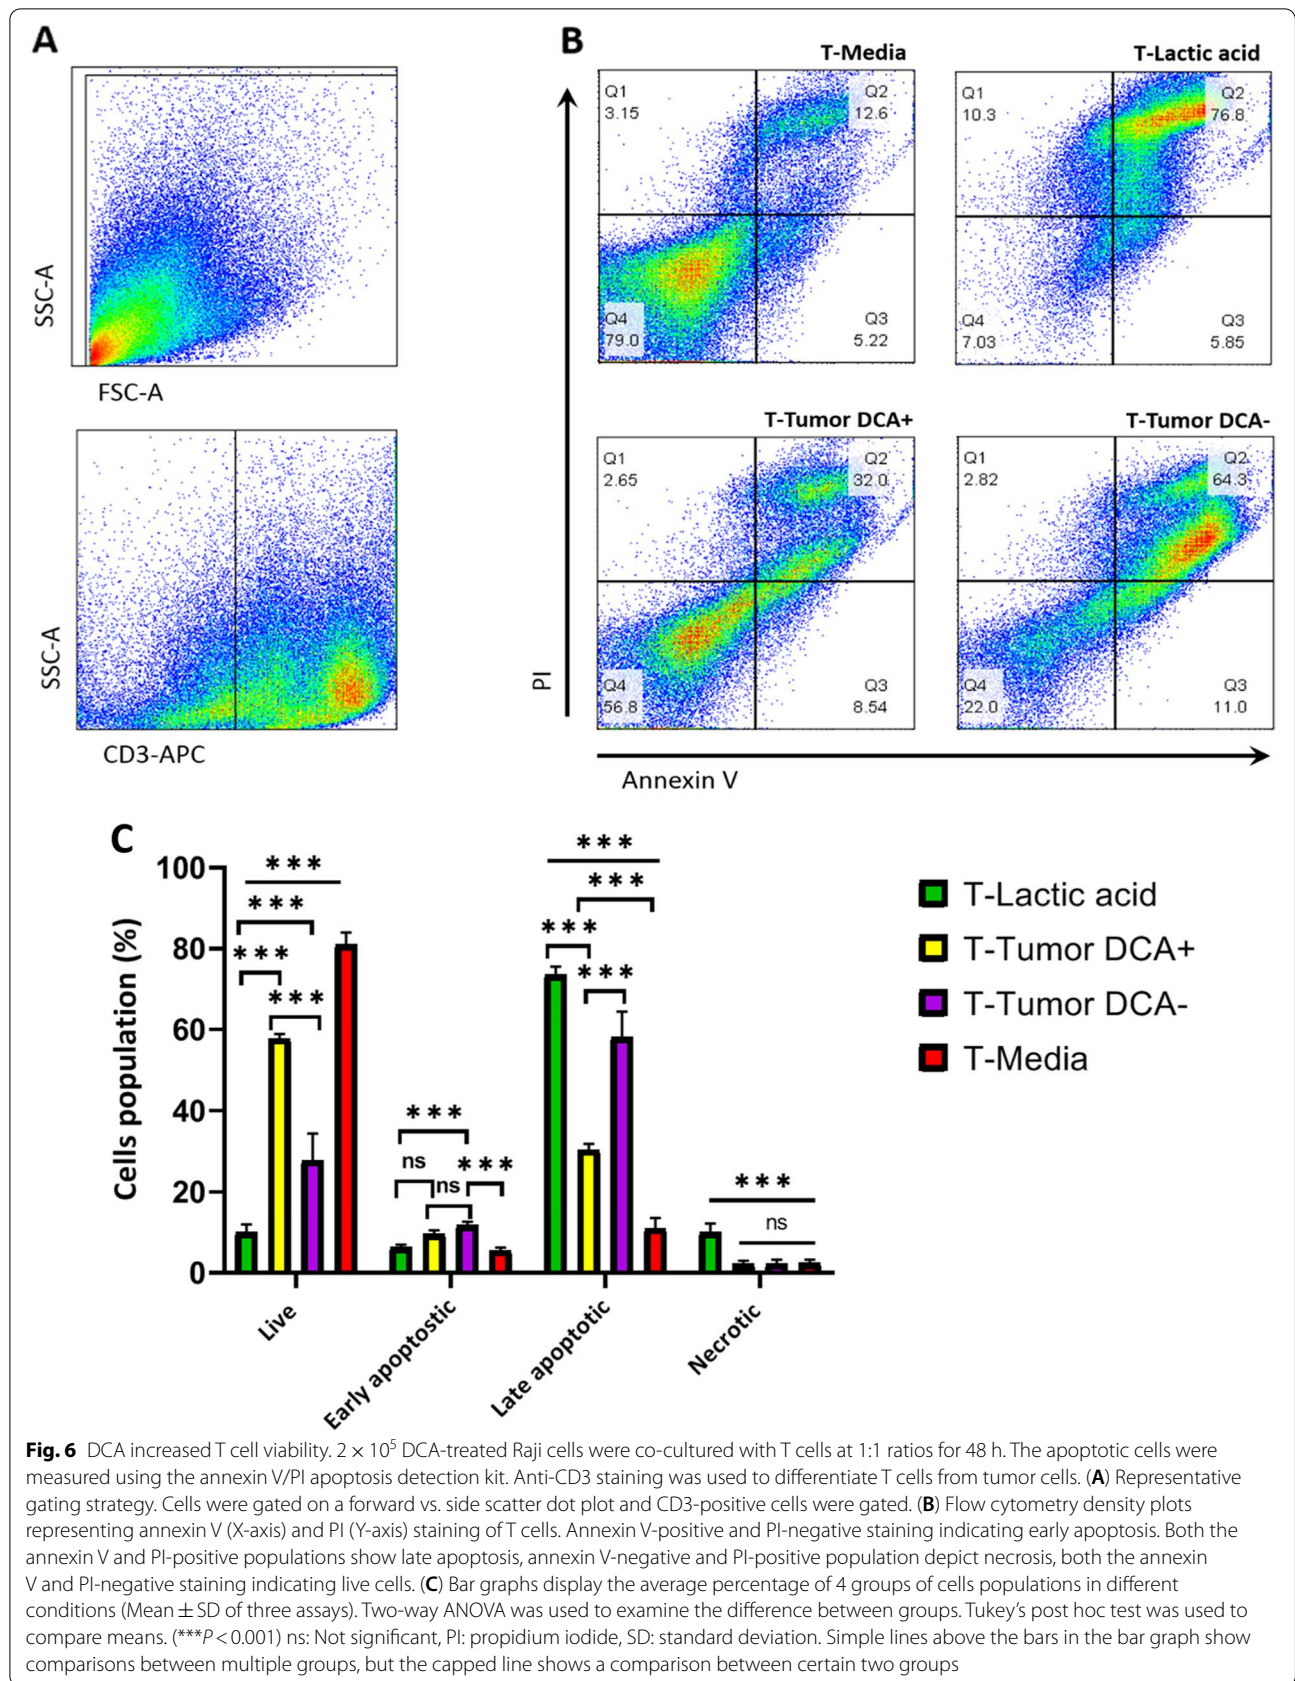 A
SSC-A
FSC-A
SSC-A
CD3-APC
B
T-Media
Q1
3.15
Q2
12.6
Q4
79.0
Q3
5.22
T-Lactic acid
Q1
10.3
Q2
76.8
Q4
7.03
Q3
5.85
T-Tumor DCA+
Q1
2.65
Q2
32.0
Q4
56.8
Q3
8.54
T-Tumor DCA-
Q1
2.82
Q2
64.3
Q4
22.0
Q3
11.0
PI
Annexin V
C
Cells population (%)
100
80
60
40
20
0
***
***
***
***
***
ns
ns
***
***
***
***
***
***
ns
Live
Early apoptostic
Late apoptotic
Necrotic
T-Lactic acid
T-Tumor DCA+
T-Tumor DCA-
T-Media
Fig. 6 DCA increased T cell viability. 2 × 10⁵ DCA-treated Raji cells were co-cultured with T cells at 1:1 ratios for 48 h. The apoptotic cells were
measured using the annexin V/PI apoptosis detection kit. Anti-CD3 staining was used to differentiate T cells from tumor cells. (A) Representative
gating strategy. Cells were gated on a forward vs. side scatter dot plot and CD3-positive cells were gated. (B) Flow cytometry density plots
representing annexin V (X-axis) and PI (Y-axis) staining of T cells. Annexin V-positive and PI-negative staining indicating early apoptosis. Both the
annexin V and PI-positive populations show late apoptosis, annexin V-negative and PI-positive population depict necrosis, both the annexin
V and PI-negative staining indicating live cells. (C) Bar graphs display the average percentage of 4 groups of cells populations in different
conditions (Mean ± SD of three assays). Two-way ANOVA was used to examine the difference between groups. Tukey's post hoc test was used to
compare means. (***P < 0.001) ns: Not significant, PI: propidium iodide, SD: standard deviation. Simple lines above the bars in the bar graph show
comparisons between multiple groups, but the capped line shows a comparison between certain two groups